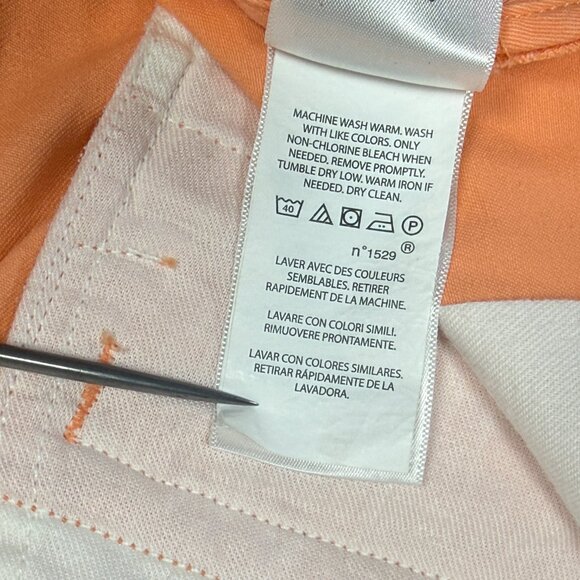 MACHINE WASH WARM. WASH
WITH LIKE COLORS. ONLY
NON-CHLORINE BLEACH WHEN
NEEDED. REMOVE PROMPTLY.
TUMBLE DRY LOW. WARM IRON IF
NEEDED. DRY CLEAN.
40 P
n°1529 ®
LAVER AVEC DES COULEURS
SEMBLABLES. RETIRER
RAPIDEMENT DE LA MACHINE.
LAVARE CON COLORI SIMILI.
RIMUOVERE PRONTAMENTE.
LAVAR CON COLORES SIMILARES.
RETIRAR RÁPIDAMENTE DE LA
LAVADORA.